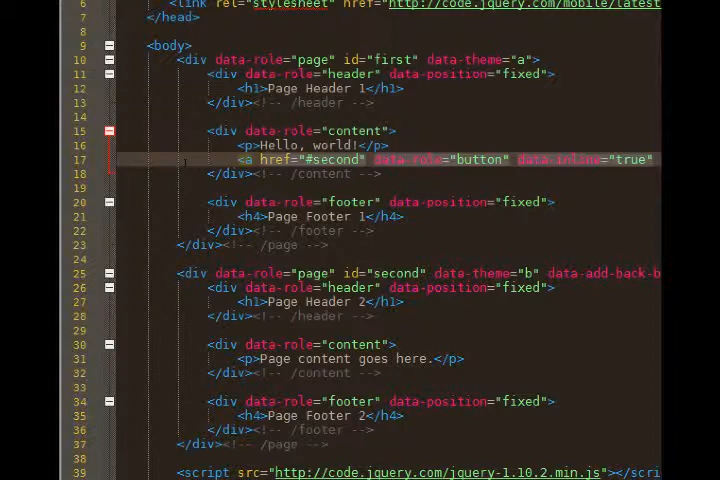 6 <link rel="stylesheet" href="http://code.jquery.com/mobile/latest
7 </head>
8
9 <body>
10 <div data-role="page" id="first" data-theme="a">
11 <div data-role="header" data-position="fixed">
12 <h1>Page Header 1</h1>
13 </div><!-- /header -->
14
15 <div data-role="content">
16 <p>Hello, world!</p>
17 <a href="#second" data-role="button" data-inline="true"
18 </div><!-- /content -->
19
20 <div data-role="footer" data-position="fixed">
21 <h4>Page Footer 1</h4>
22 </div><!-- /footer -->
23 </div><!-- /page -->
24
25 <div data-role="page" id="second" data-theme="b" data-add-back-b
26 <div data-role="header" data-position="fixed">
27 <h1>Page Header 2</h1>
28 </div><!-- /header -->
29
30 <div data-role="content">
31 <p>Page content goes here.</p>
32 </div><!-- /content -->
33
34 <div data-role="footer" data-position="fixed">
35 <h4>Page Footer 2</h4>
36 </div><!-- /footer -->
37 </div><!-- /page -->
38
39 <script src="http://code.jquery.com/jquery-1.10.2.min.js"></scri